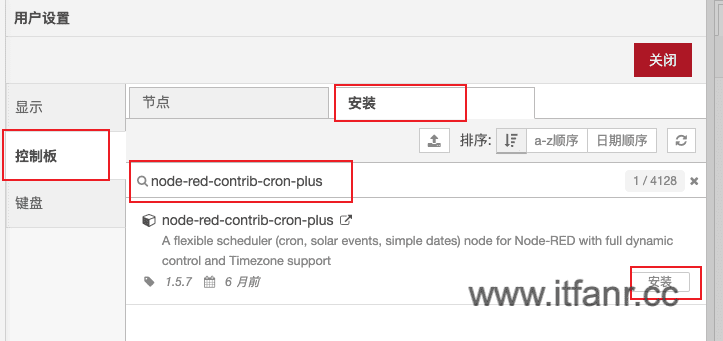 用户设置
关闭
显示
控制板
键盘
节点
安装
排序: a-z顺序 日期顺序
node-red-contrib-cron-plus 1 / 4128
node-red-contrib-cron-plus
A flexible scheduler (cron, solar events, simple dates) node for Node-RED with full dynamic
control and Timezone support
1.5.7 6 月前
安装
www.itfanr.cc